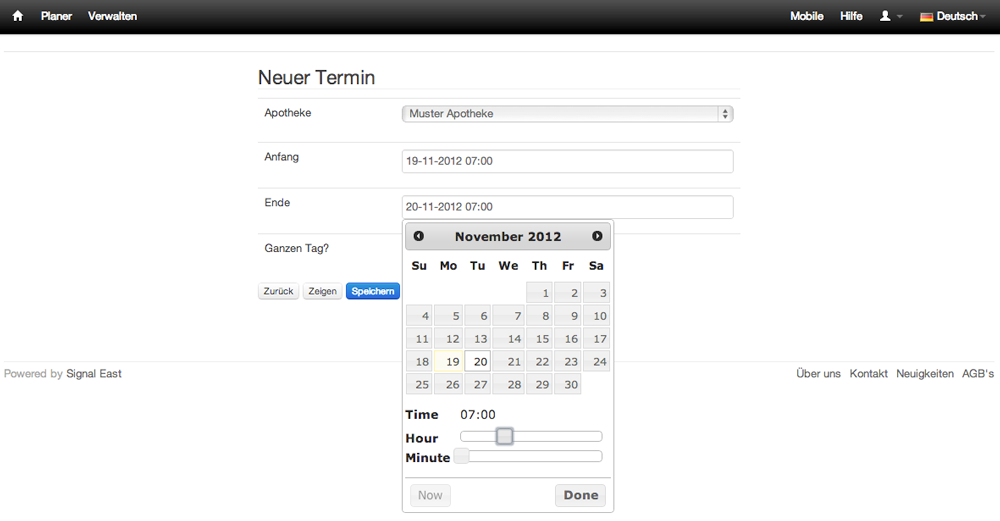 Planer Verwalten Mobile Hilfe Deutsch
Neuer Termin
Apotheke Muster Apotheke
Anfang 19-11-2012 07:00
Ende 20-11-2012 07:00
Ganzen Tag?
Zurück Zeigen Speichern
November 2012
Su Mo Tu We Th Fr Sa
1 2 3
4 5 6 7 8 9 10
11 12 13 14 15 16 17
18 19 20 21 22 23 24
25 26 27 28 29 30
Time 07:00
Hour
Minute
Now Done
Powered by Signal East Über uns Kontakt Neuigkeiten AGB's